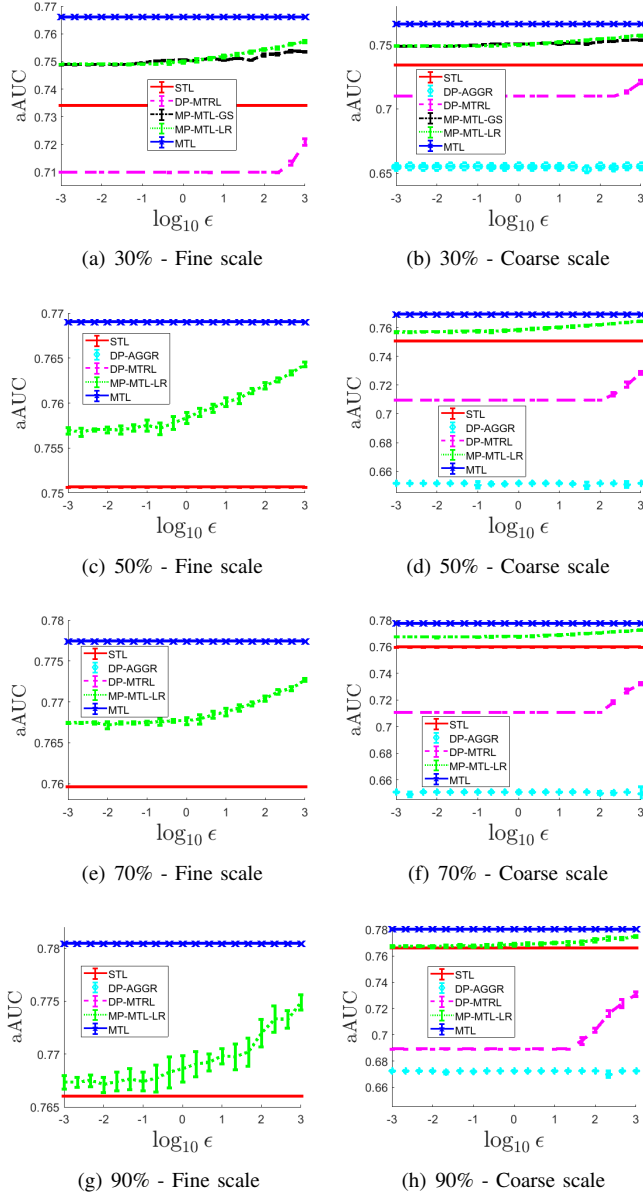 0.77
0.76
0.75
0.74
0.73
0.72
0.71
aAUC
STL
DP-MTRL
MP-MTL-GS
MP-MTL-LR
MTL
-3 -2 -1 0 1 2 3
log10 ϵ
(a) 30% - Fine scale
0.75
0.7
0.65
aAUC
STL
DP-AGGR
DP-MTRL
MP-MTL-GS
MP-MTL-LR
MTL
-3 -2 -1 0 1 2 3
log10 ϵ
(b) 30% - Coarse scale
0.77
0.765
0.76
0.755
0.75
aAUC
STL
DP-AGGR
DP-MTRL
MP-MTL-LR
MTL
-3 -2 -1 0 1 2 3
log10 ϵ
(c) 50% - Fine scale
0.76
0.74
0.72
0.7
0.68
0.66
aAUC
STL
DP-AGGR
DP-MTRL
MP-MTL-LR
MTL
-3 -2 -1 0 1 2 3
log10 ϵ
(d) 50% - Coarse scale
0.78
0.775
0.77
0.765
0.76
aAUC
STL
DP-AGGR
DP-MTRL
MP-MTL-LR
MTL
-3 -2 -1 0 1 2 3
log10 ϵ
(e) 70% - Fine scale
0.78
0.76
0.74
0.72
0.7
0.68
0.66
aAUC
STL
DP-AGGR
DP-MTRL
MP-MTL-LR
MTL
-3 -2 -1 0 1 2 3
log10 ϵ
(f) 70% - Coarse scale
0.78
0.775
0.77
0.765
aAUC
STL
DP-AGGR
DP-MTRL
MP-MTL-LR
MTL
-3 -2 -1 0 1 2 3
log10 ϵ
(g) 90% - Fine scale
0.78
0.76
0.74
0.72
0.7
0.68
0.66
aAUC
STL
DP-AGGR
DP-MTRL
MP-MTL-LR
MTL
-3 -2 -1 0 1 2 3
log10 ϵ
(h) 90% - Coarse scale